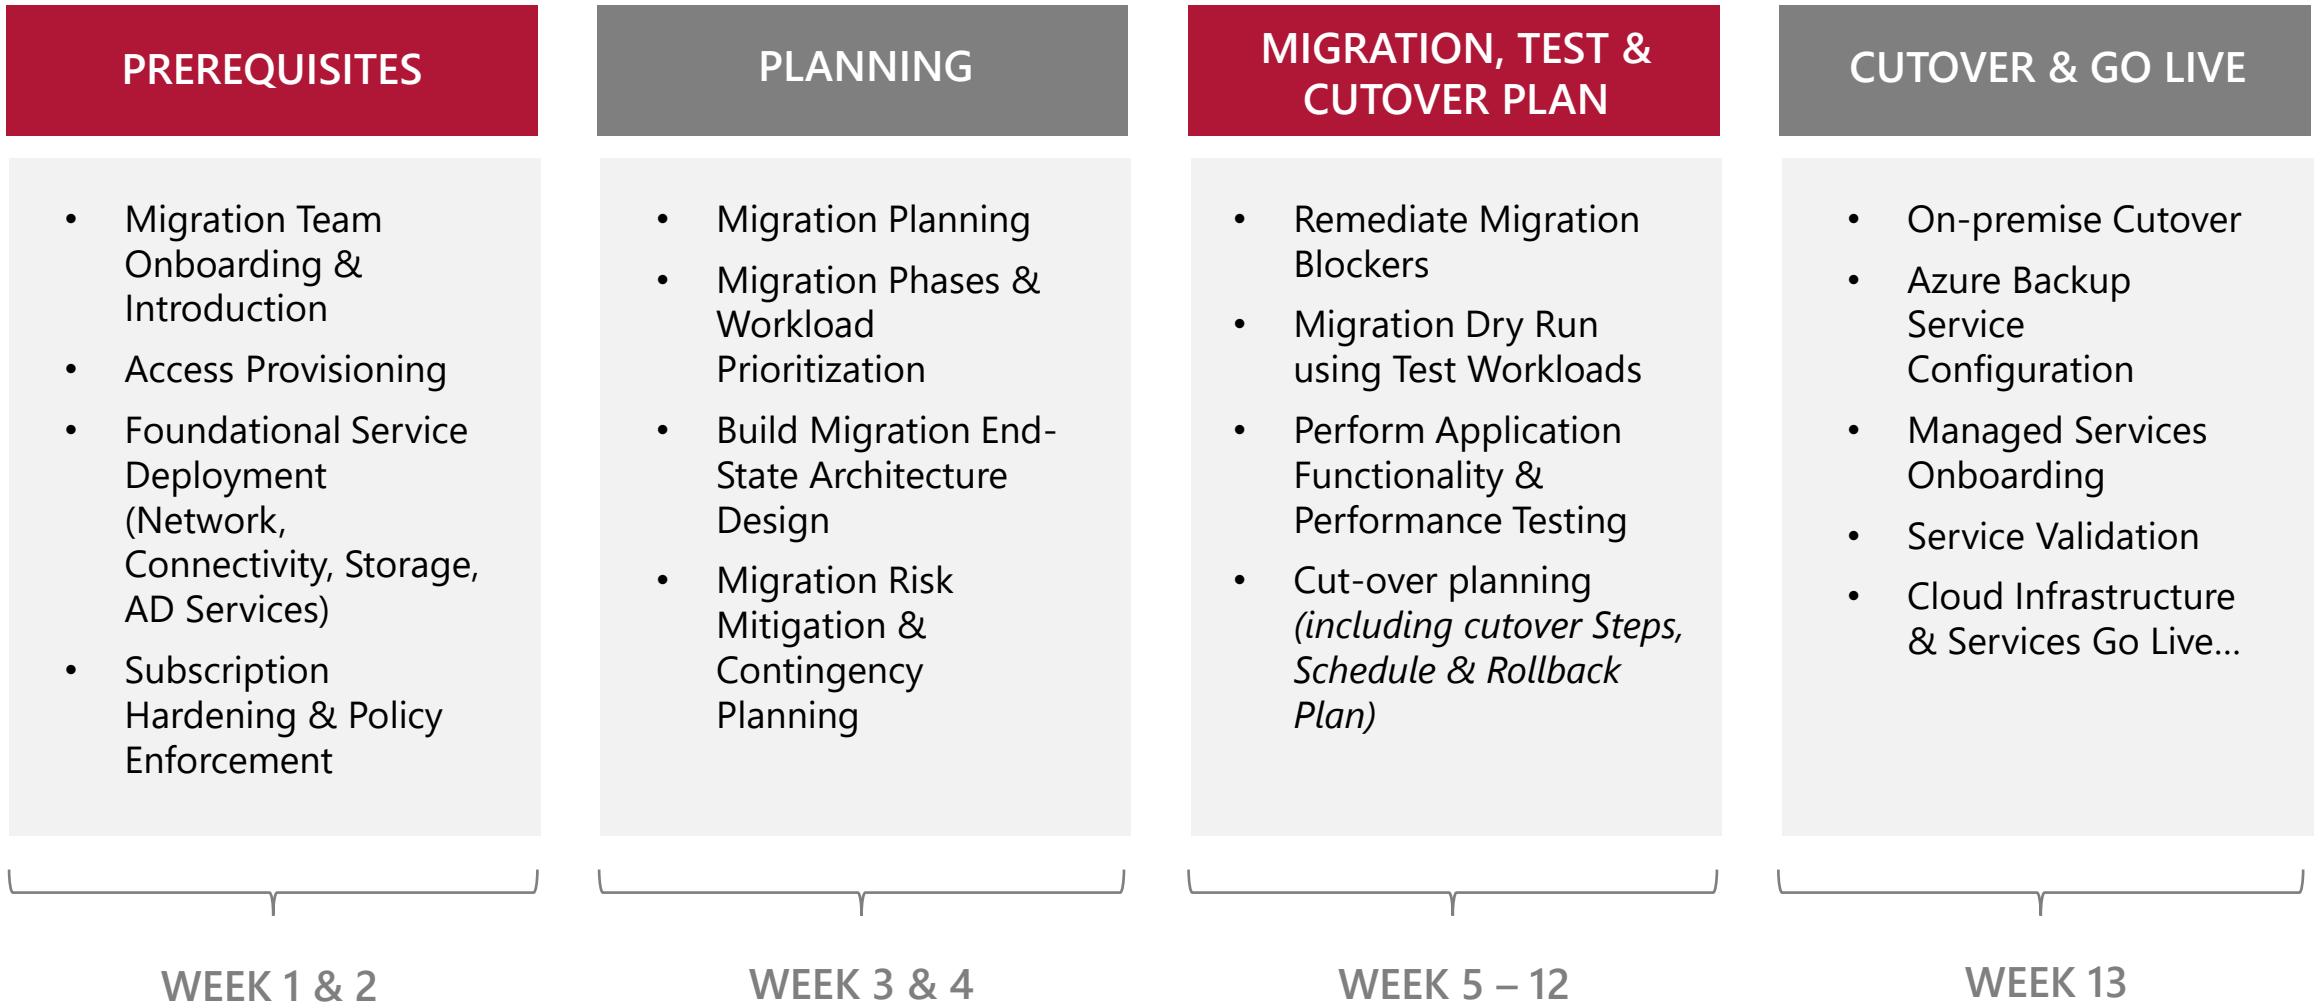 PREREQUISITES
• Migration Team
Onboarding &
Introduction
• Access Provisioning
• Foundational Service
Deployment
(Network,
Connectivity, Storage,
AD Services)
• Subscription
Hardening & Policy
Enforcement
WEEK 1 & 2
PLANNING
• Migration Planning
• Migration Phases &
Workload
Prioritization
• Build Migration End-
State Architecture
Design
• Migration Risk
Mitigation &
Contingency
Planning
WEEK 3 & 4
MIGRATION, TEST &
CUTOVER PLAN
• Remediate Migration
Blockers
• Migration Dry Run
using Test Workloads
• Perform Application
Functionality &
Performance Testing
• Cut-over planning
(including cutover Steps,
Schedule & Rollback
Plan)
WEEK 5 – 12
CUTOVER & GO LIVE
• On-premise Cutover
• Azure Backup
Service
Configuration
• Managed Services
Onboarding
• Service Validation
• Cloud Infrastructure
& Services Go Live...
WEEK 13